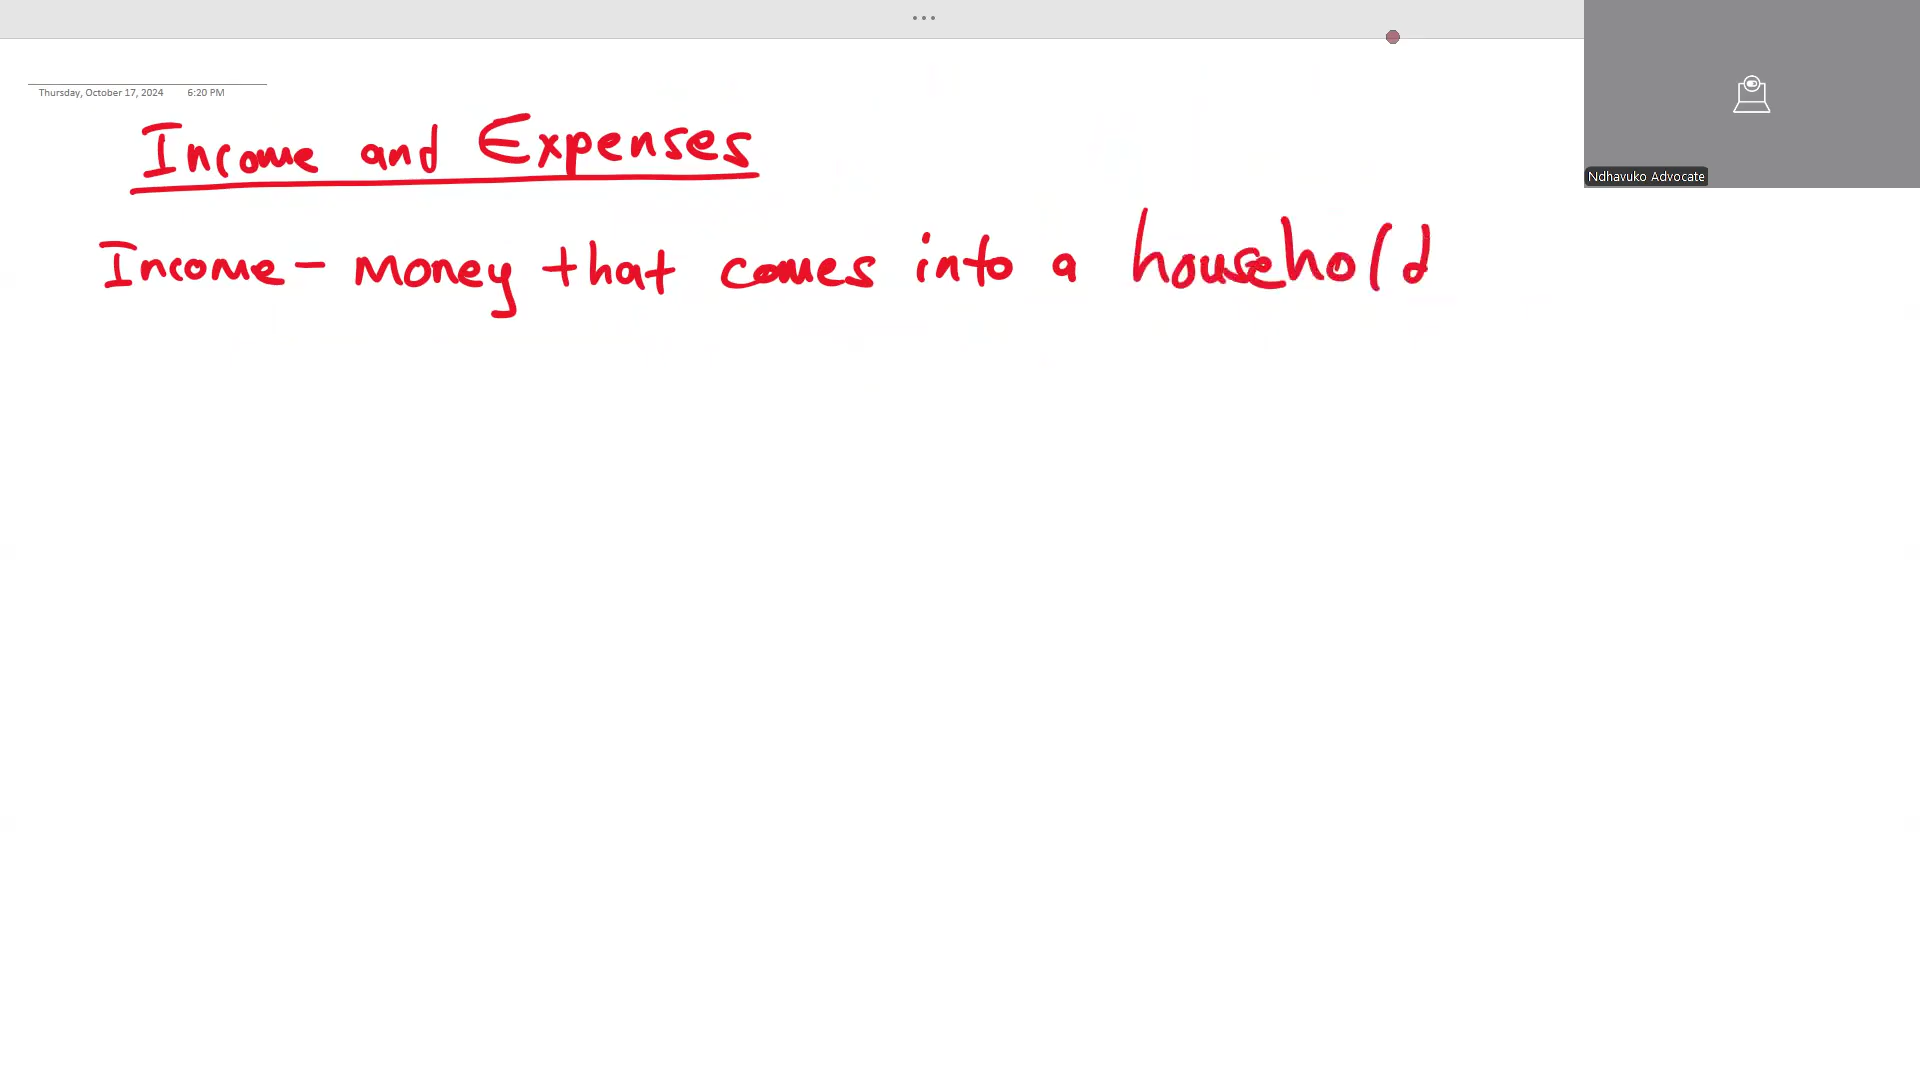 Thursday, October 17, 2024 6:20 PM
Ndhavuko Advocate
Income and Expenses
Income - money that comes into a household